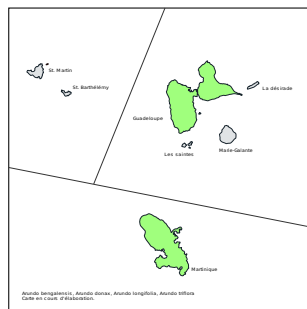 St. Martin
St. Barthélémy
La désirade
Guadeloupe
Les saintes
Marie-Galante
Martinique
Arundo bengalensis, Arundo donax, Arundo longifolia, Arundo triflora
Carte en cours d'élaboration.